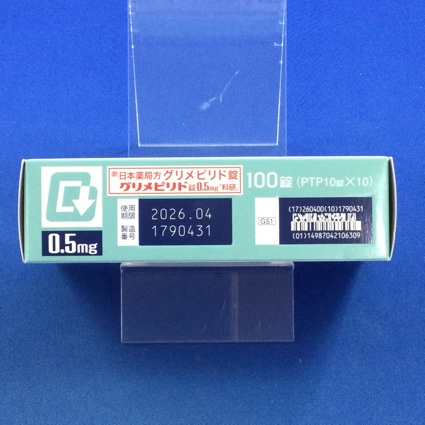 日本薬局方 グリメピリド錠
グリメピリド錠0.5mg「科研」
100錠 (PTP10錠×10)
使用
期限
2026.04
製造
番号
1790431
0.5mg
GS1
(17)260400(10)1790431
(01)14987042106309